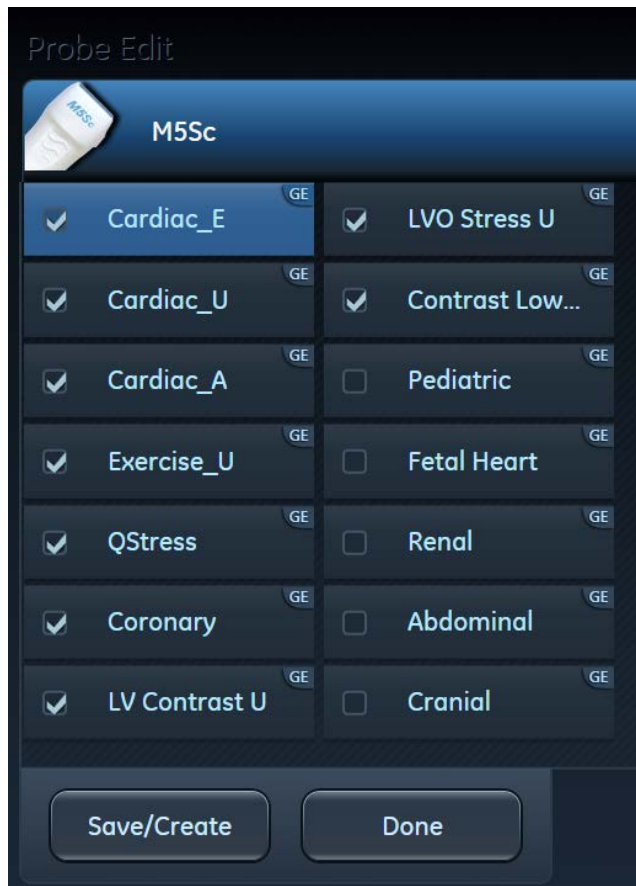 Probe Edit
M5Sc
M5Sc
Cardiac_E GE
LVO Stress U GE
Cardiac_U GE
Contrast Low... GE
Cardiac_A GE
Pediatric GE
Exercise_U GE
Fetal Heart GE
QStress GE
Renal GE
Coronary GE
Abdominal GE
LV Contrast U GE
Cranial GE
Save/Create
Done